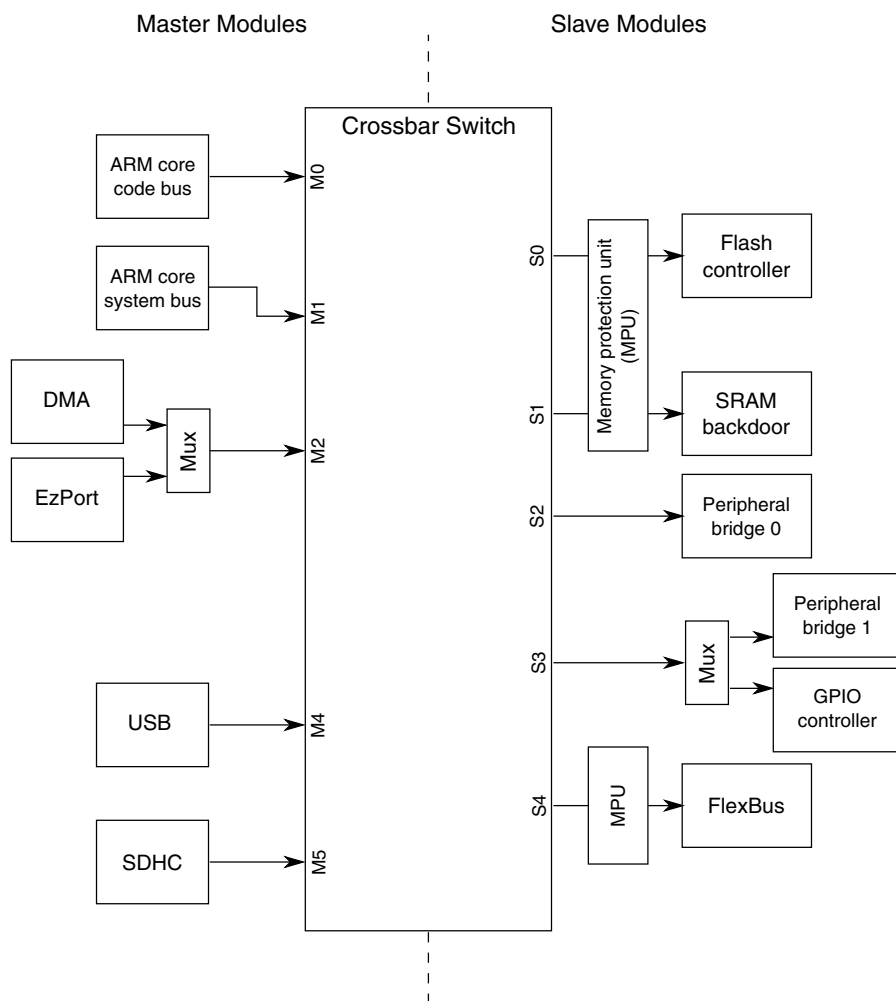 Master Modules
Slave Modules
Crossbar Switch
ARM core
code bus
M0
ARM core
system bus
M1
DMA
EzPort
Mux
M2
USB
M4
SDHC
M5
S0
Memory protection unit
(MPU)
Flash
controller
S1
SRAM
backdoor
S2
Peripheral
bridge 0
S3
Mux
Peripheral
bridge 1
GPIO
controller
S4
MPU
FlexBus